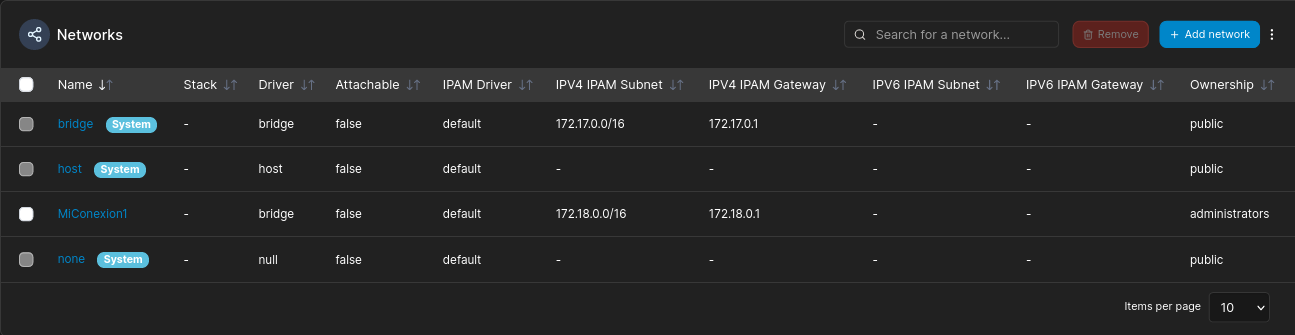 Networks Search for a network... Remove + Add network
Name Stack Driver Attachable IPAM Driver IPV4 IPAM Subnet IPV4 IPAM Gateway IPV6 IPAM Subnet IPV6 IPAM Gateway Ownership
bridge System - bridge false default 172.17.0.0/16 172.17.0.1 - - public
host System - host false default - - - - public
MiConexion1 - bridge false default 172.18.0.0/16 172.18.0.1 - - administrators
none System - null false default - - - - public
Items per page 10